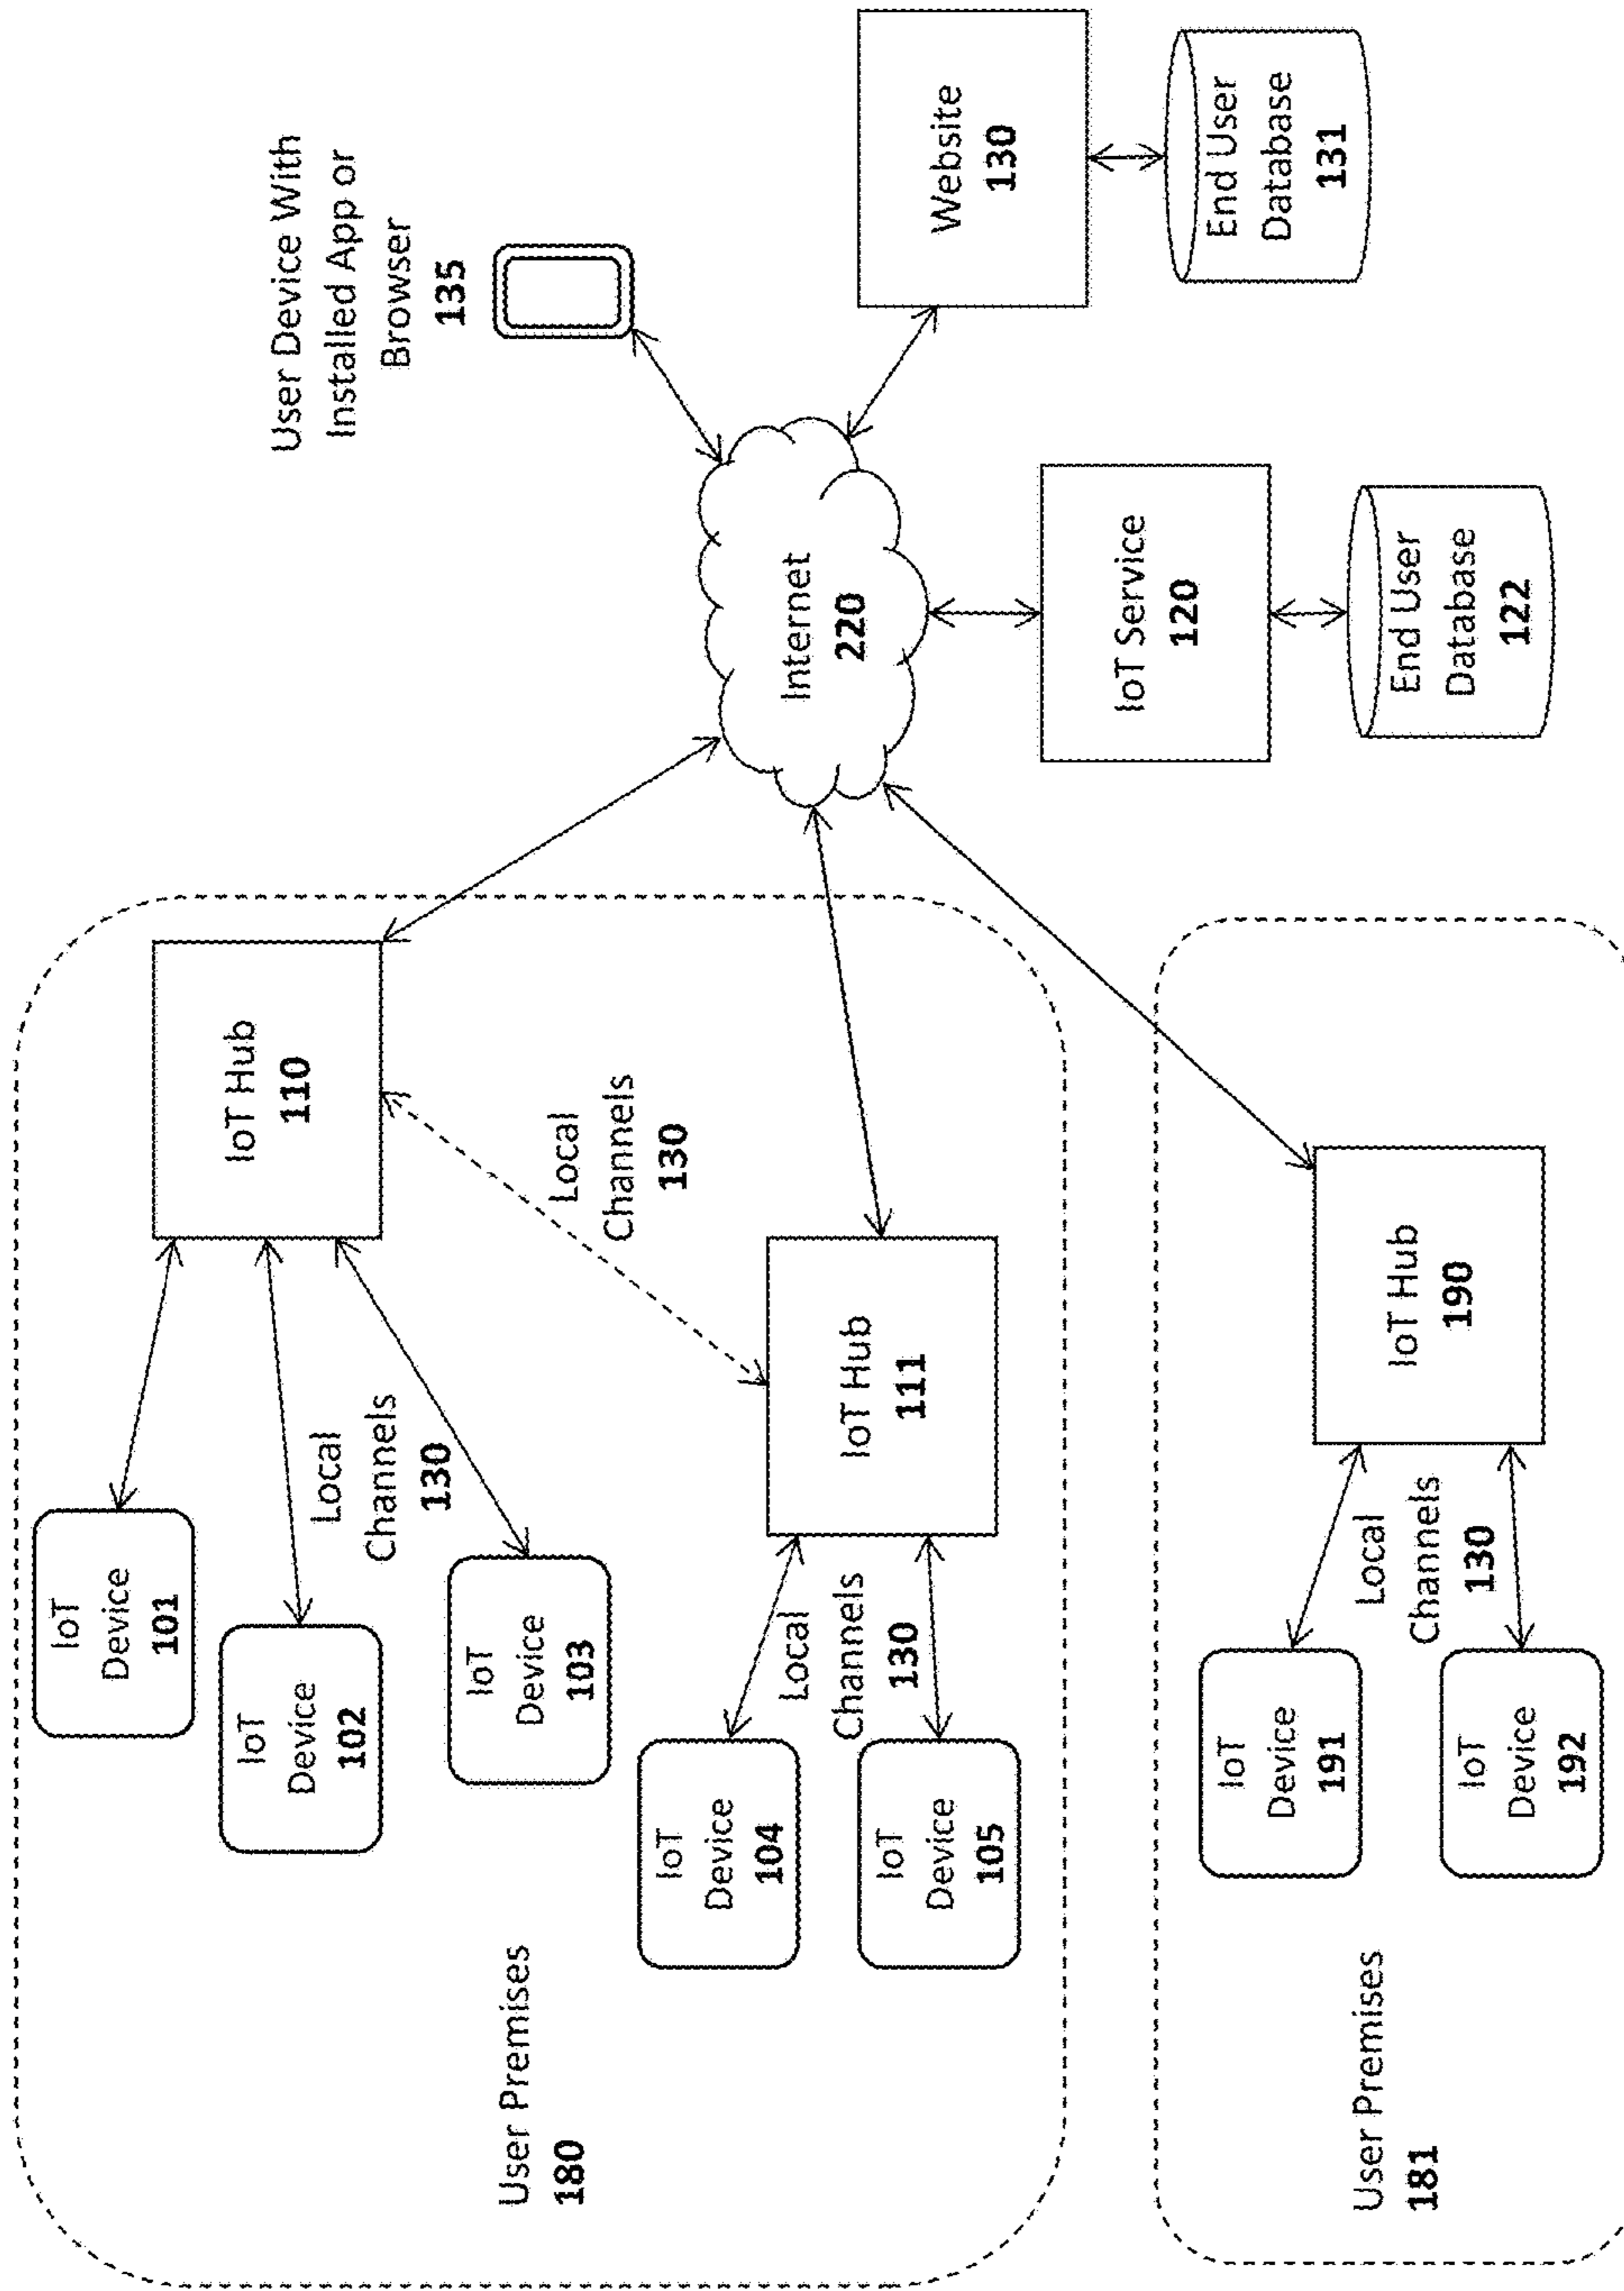 User Premises
180
IoT
Device
101
IoT
Device
102
IoT
Device
103
IoT
Device
104
IoT
Device
105
Local
Channels
130
Local
Channels
130
IoT Hub
110
IoT Hub
111
Local
Channels
130
User Premises
181
IoT
Device
191
IoT
Device
192
Local
Channels
130
IoT Hub
190
Internet
220
IoT Service
120
End User
Database
122
User Device With
Installed App or
Browser
135
Website
130
End User
Database
131